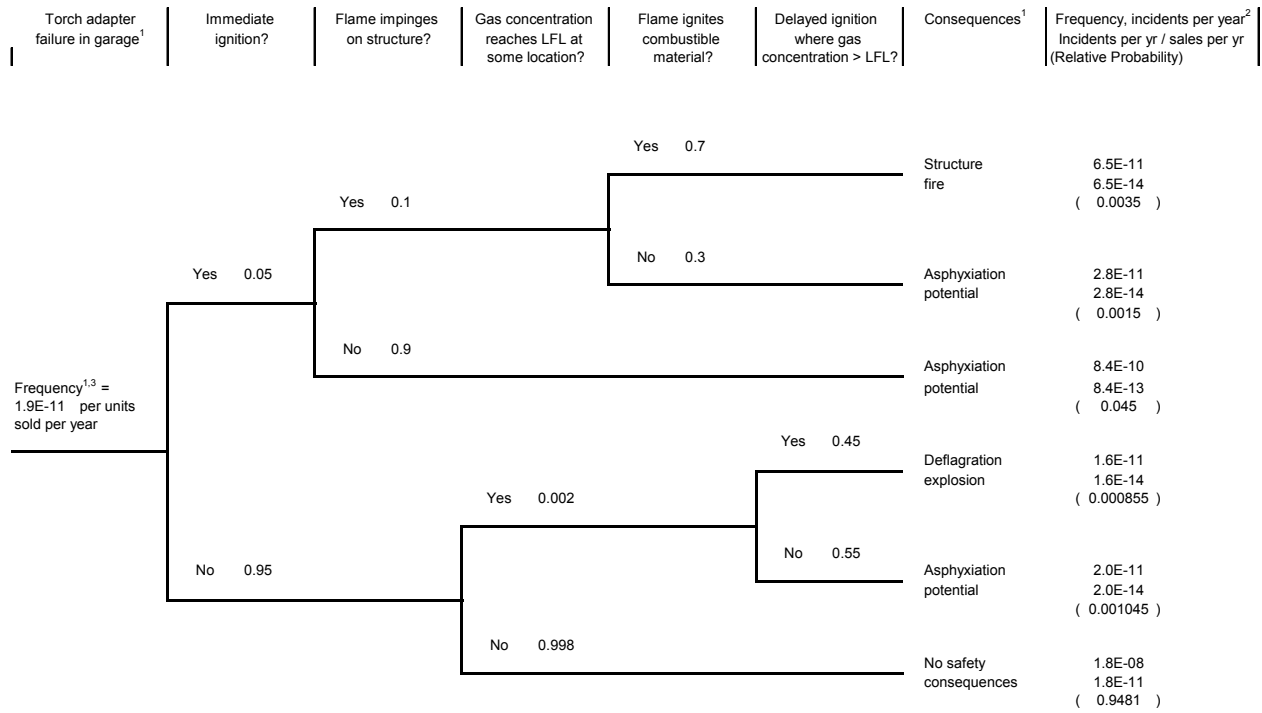 Torch adapter
failure in garage1
Immediate
ignition?
Flame impinges
on structure?
Gas concentration
reaches LFL at
some location?
Flame ignites
combustible
material?
Delayed ignition
where gas
concentration > LFL?
Consequences1
Frequency, incidents per year2
Incidents per yr / sales per yr
(Relative Probability)
Yes 0.7
Structure
fire
6.5E-11
6.5E-14
( 0.0035 )
Yes 0.1
No 0.3
Yes 0.05
Asphyxiation
potential
2.8E-11
2.8E-14
( 0.0015 )
No 0.9
Asphyxiation
potential
8.4E-10
8.4E-13
( 0.045 )
Frequency1,3 =
1.9E-11 per units
sold per year
Yes 0.45
Deflagration
explosion
1.6E-11
1.6E-14
( 0.000855 )
Yes 0.002
No 0.55
No 0.95
Asphyxiation
potential
2.0E-11
2.0E-14
( 0.001045 )
No 0.998
No safety
consequences
1.8E-08
1.8E-11
( 0.9481 )